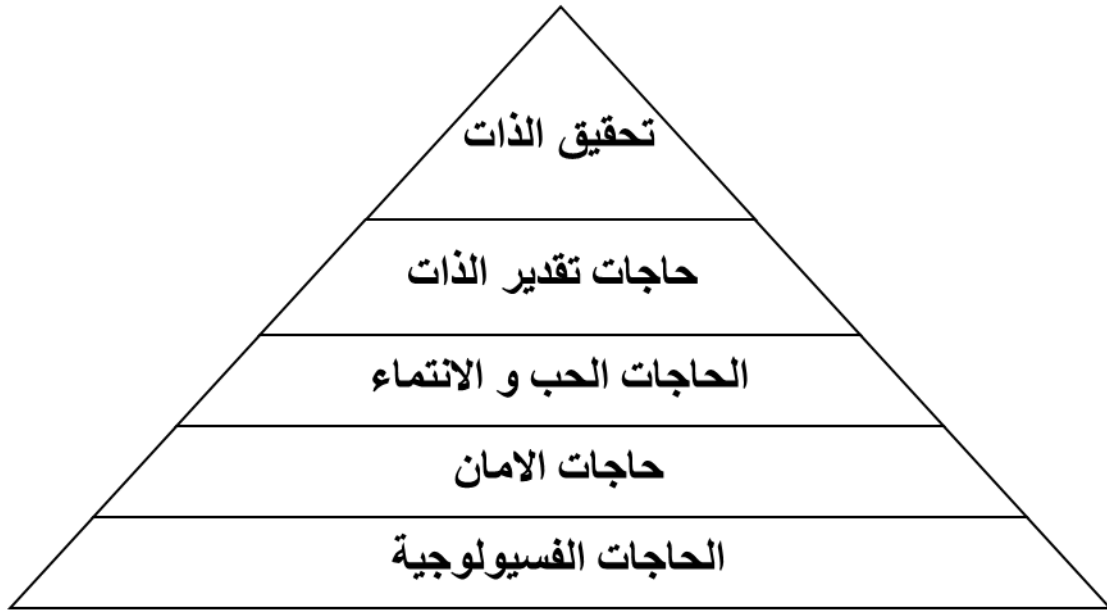 تحقيق الذات
حاجات تقدير الذات
الحاجات الحب و الانتماء
حاجات الامان
الحاجات الفسيولوجية